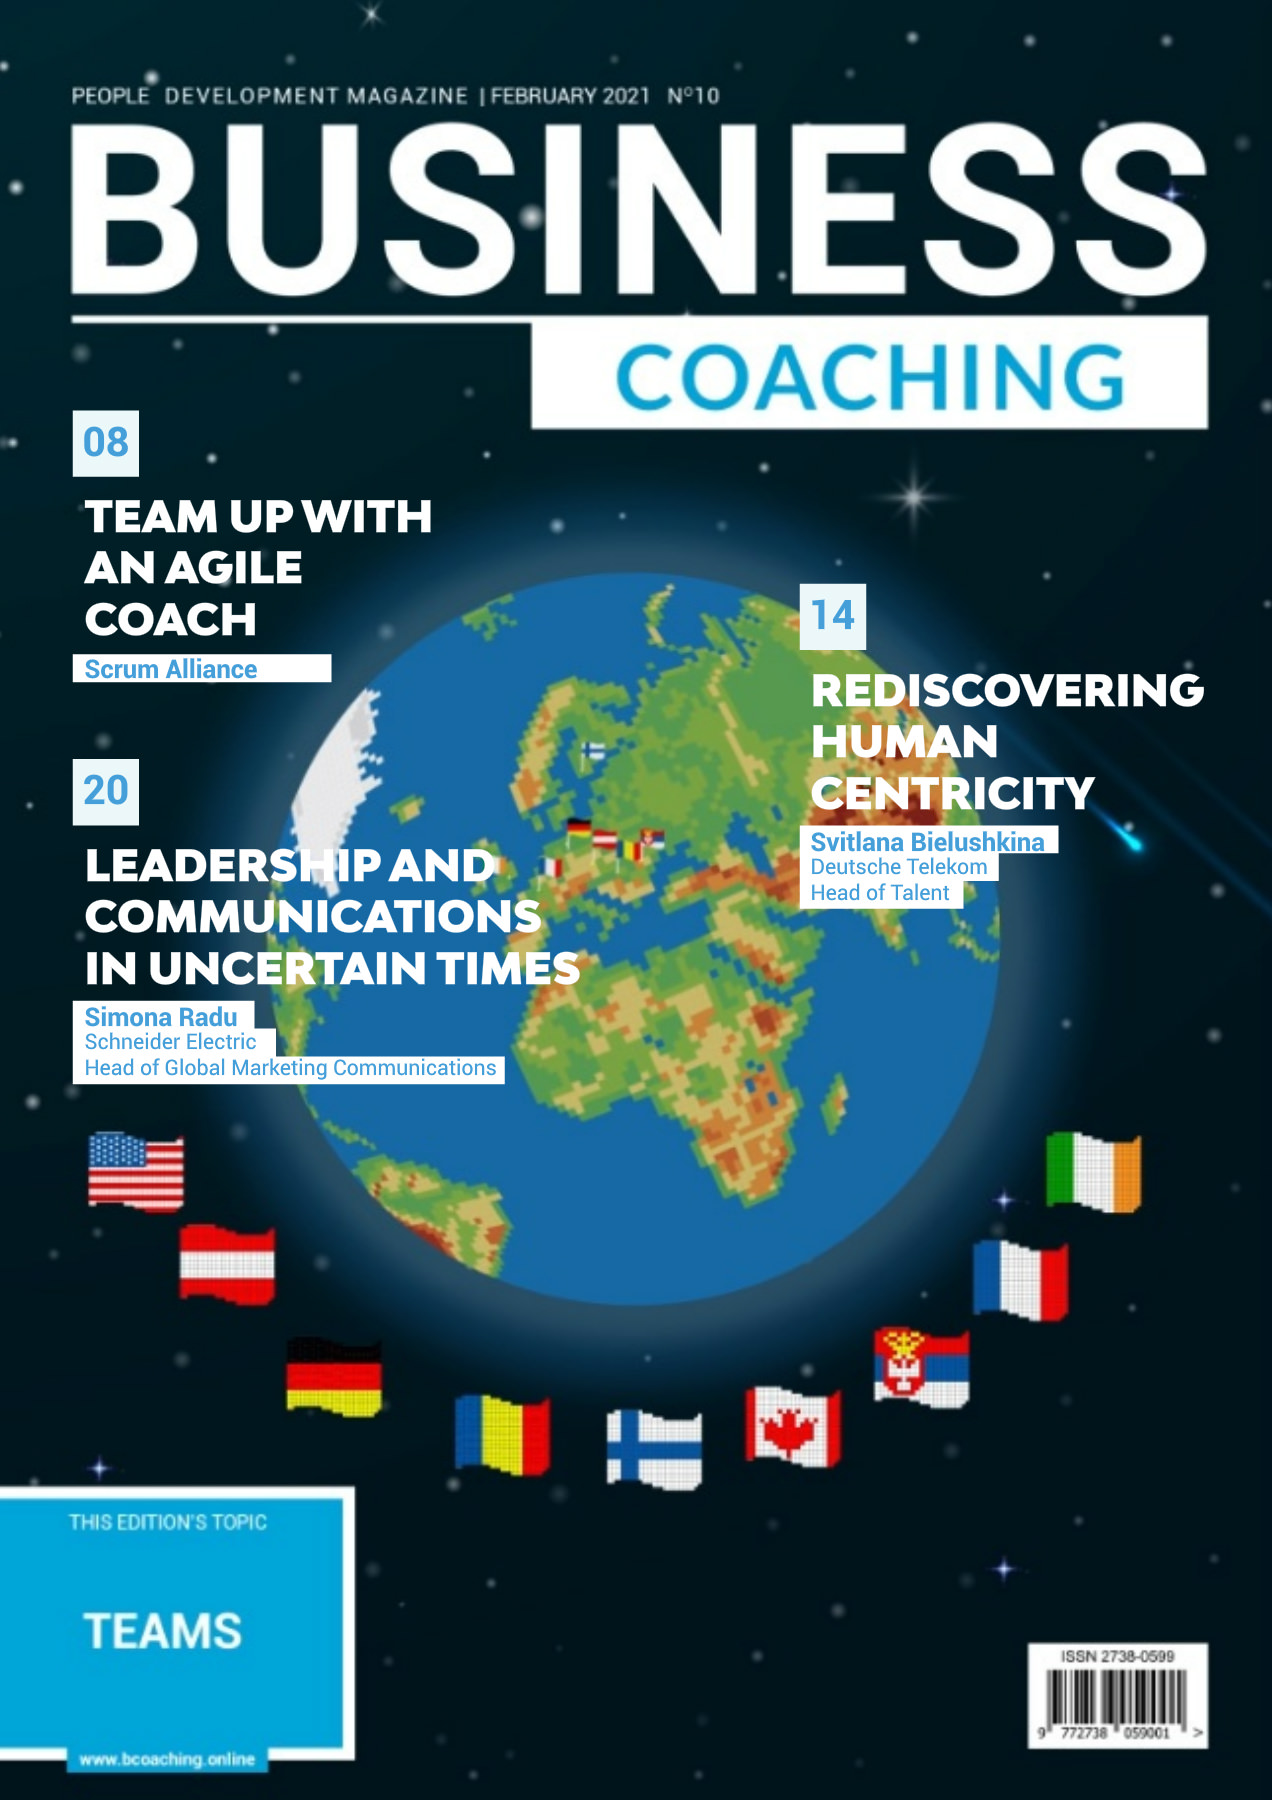 PEOPLE DEVELOPMENT MAGAZINE | FEBRUARY 2021 Nº10
BUSINESS
COACHING
08
TEAM UP WITH
AN AGILE
COACH
Scrum Alliance
14
REDISCOVERING
HUMAN
CENTRICITY
Svitlana Bielushkina
Deutsche Telekom
Head of Talent
20
LEADERSHIP AND
COMMUNICATIONS
IN UNCERTAIN TIMES
Simona Radu
Schneider Electric
Head of Global Marketing Communications
THIS EDITION'S TOPIC
TEAMS
www.bcoaching.online
ISSN 2738-0599
9 772738 059001 >